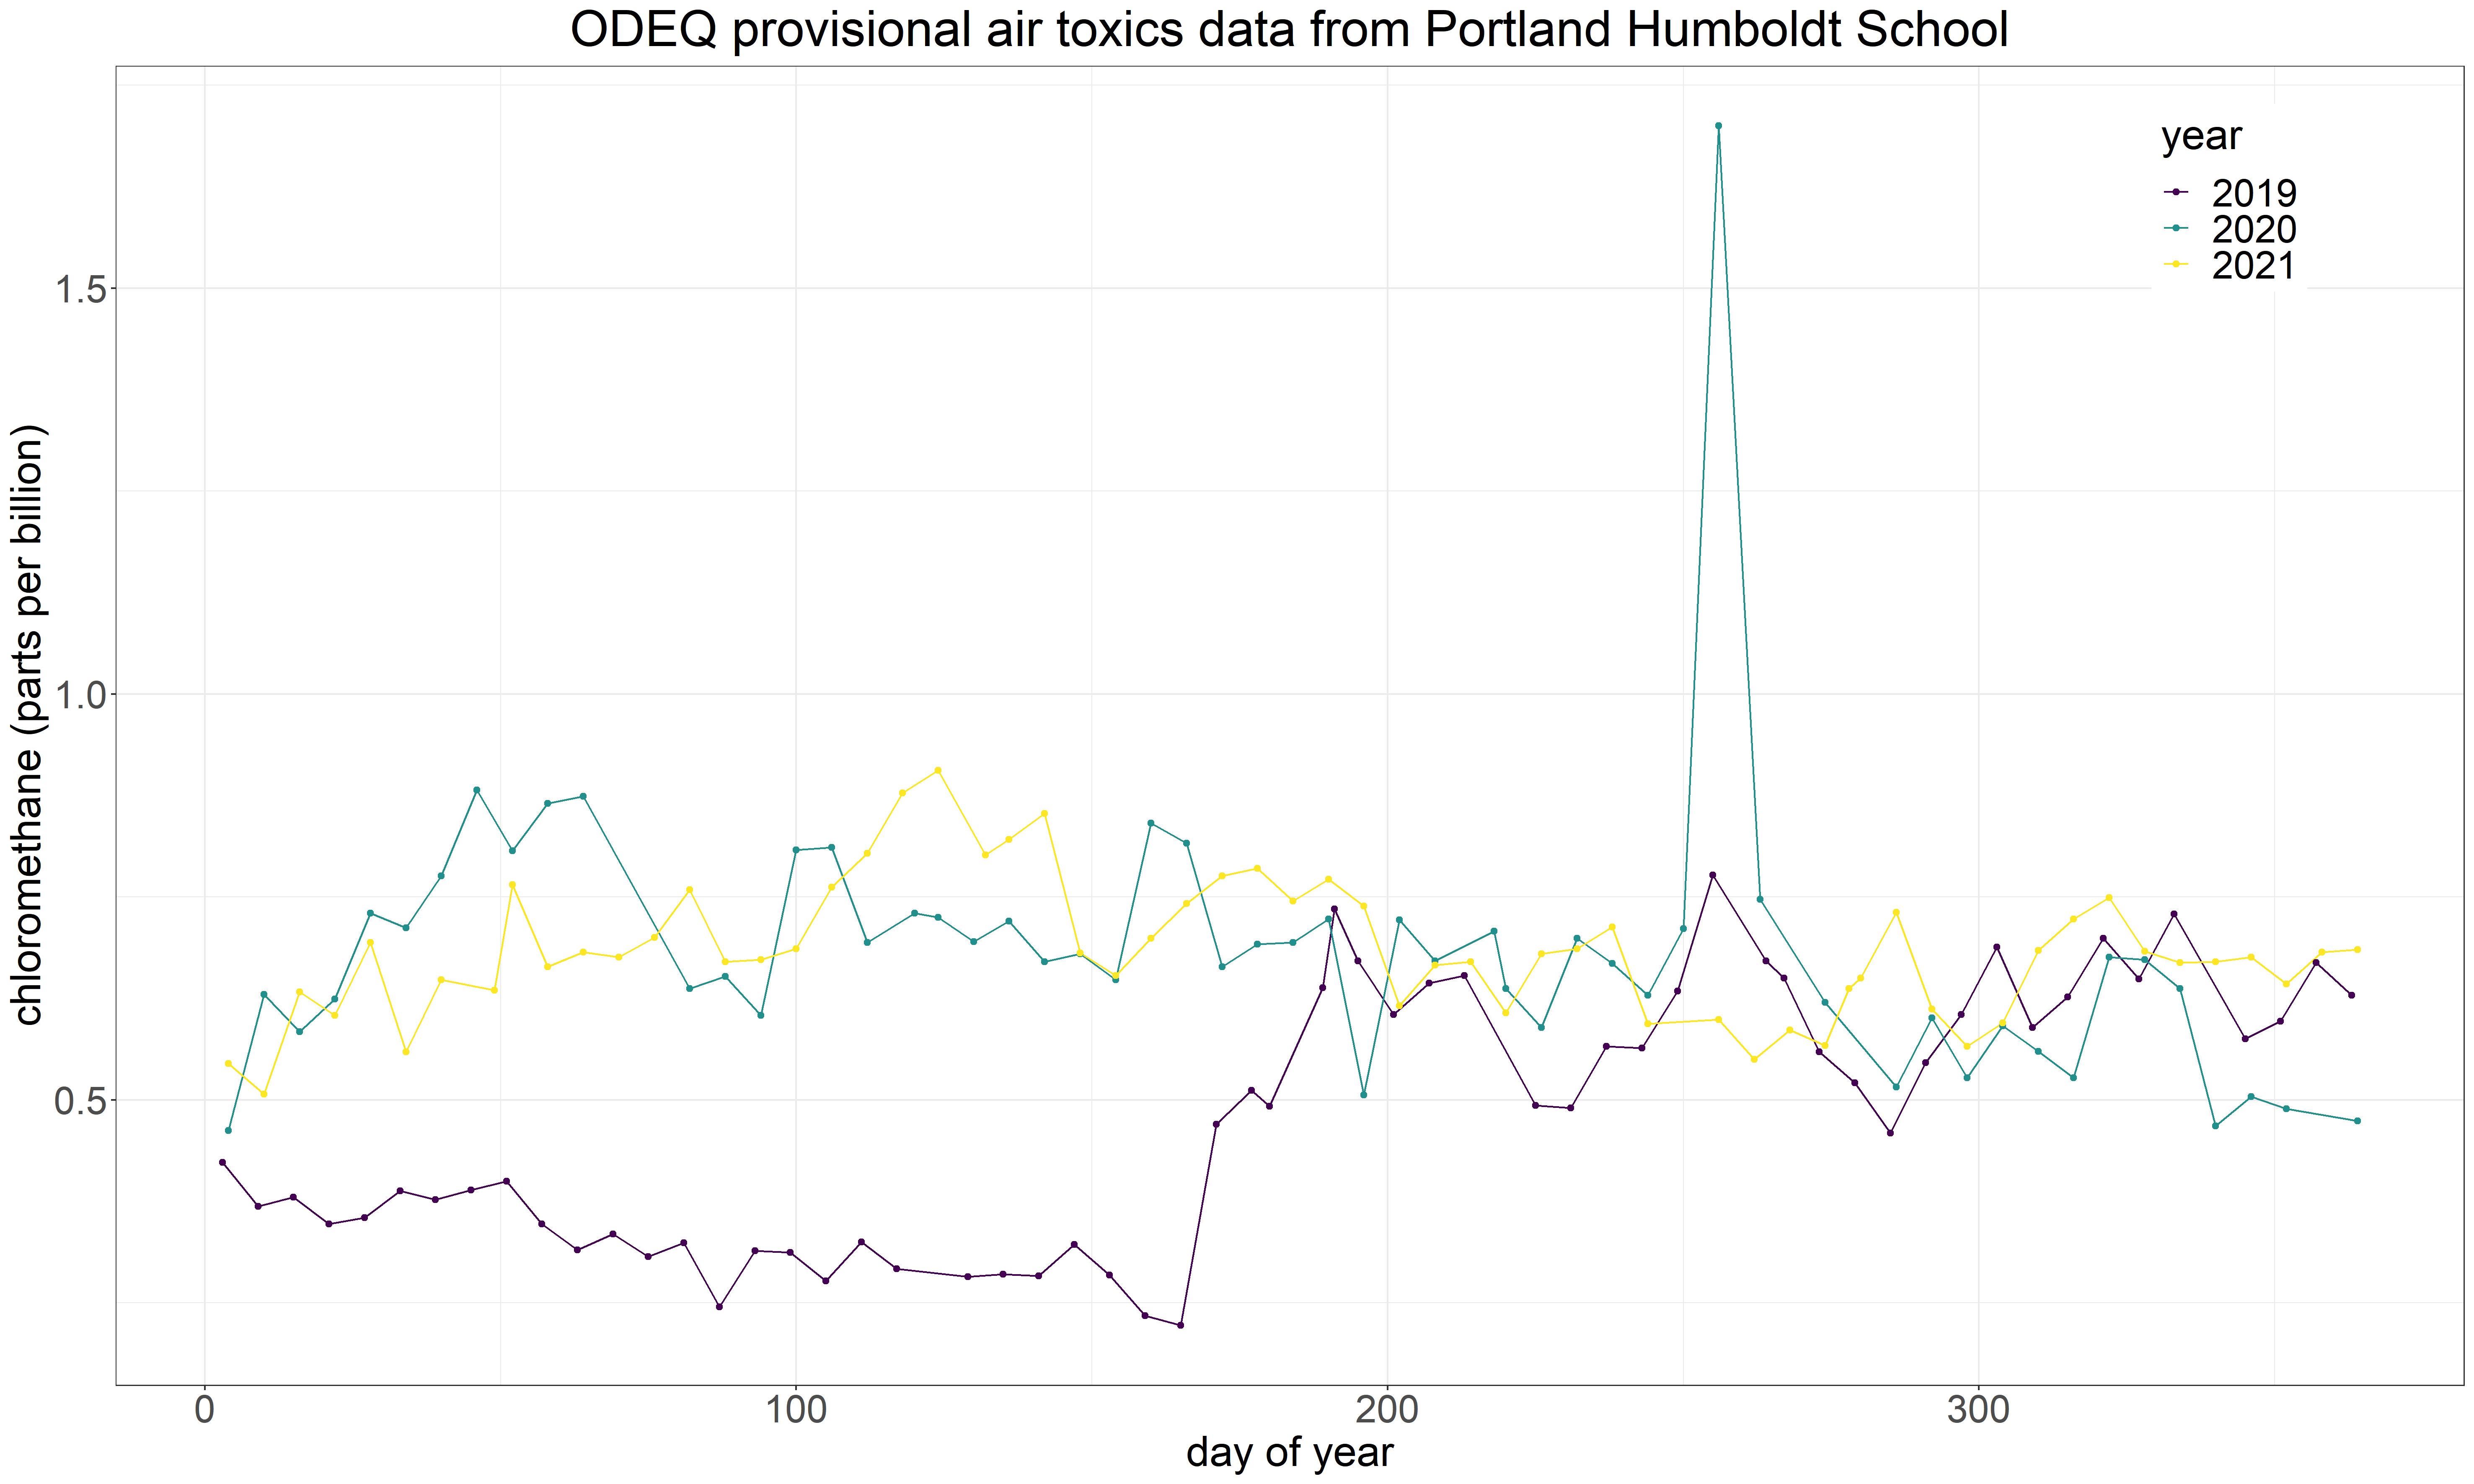 ODEQ provisional air toxics data from Portland Humboldt School
year
2019
2020
2021
1.5
1.0
0.5
chloromethane (parts per billion)
0 100 200 300
day of year